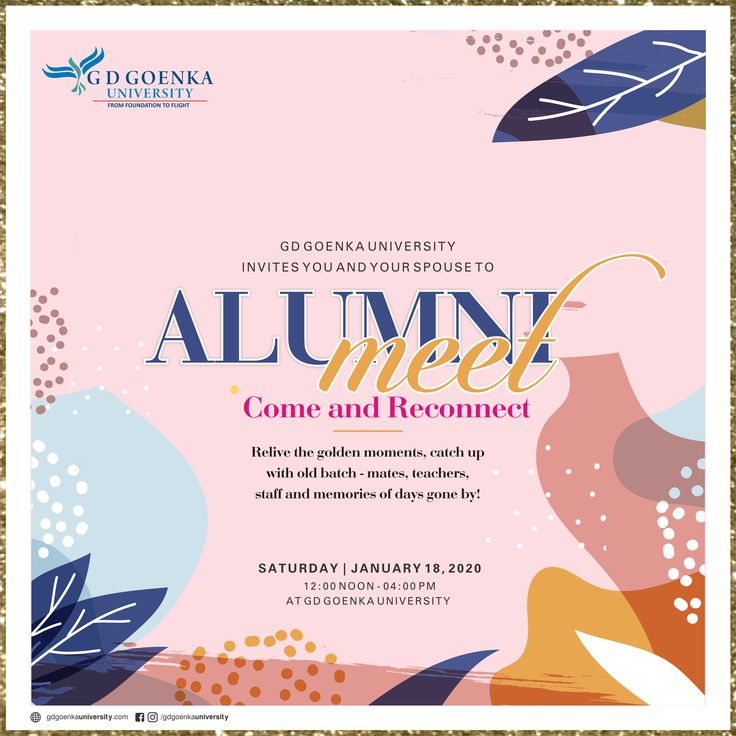 G D GOENKA
UNIVERSITY
FROM FOUNDATION TO FLIGHT
GD GOENKA UNIVERSITY
INVITES YOU AND YOUR SPOUSE TO
ALUMNI
meet
Come and Reconnect
Relive the golden moments, catch up
with old batch - mates, teachers,
staff and memories of days gone by!
SATURDAY | JANUARY 18, 2020
12:00 NOON - 04:00 PM
AT GD GOENKA UNIVERSITY
gdgoenkauniversity.com /gdgoenkauniversity